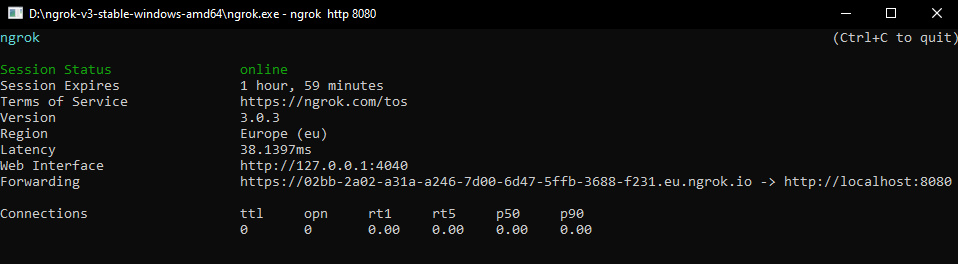 D:\ngrok-v3-stable-windows-amd64\ngrok.exe - ngrok  http 8080
ngrok (Ctrl+C to quit)
Session Status online
Session Expires 1 hour, 59 minutes
Terms of Service https://ngrok.com/tos
Version 3.0.3
Region Europe (eu)
Latency 38.1397ms
Web Interface http://127.0.0.1:4040
Forwarding https://02bb-2a02-a31a-a246-7d00-6d47-5ffb-3688-f231.eu.ngrok.io -> http://localhost:8080
Connections ttl opn rt1 rt5 p50 p90
0 0 0.00 0.00 0.00 0.00